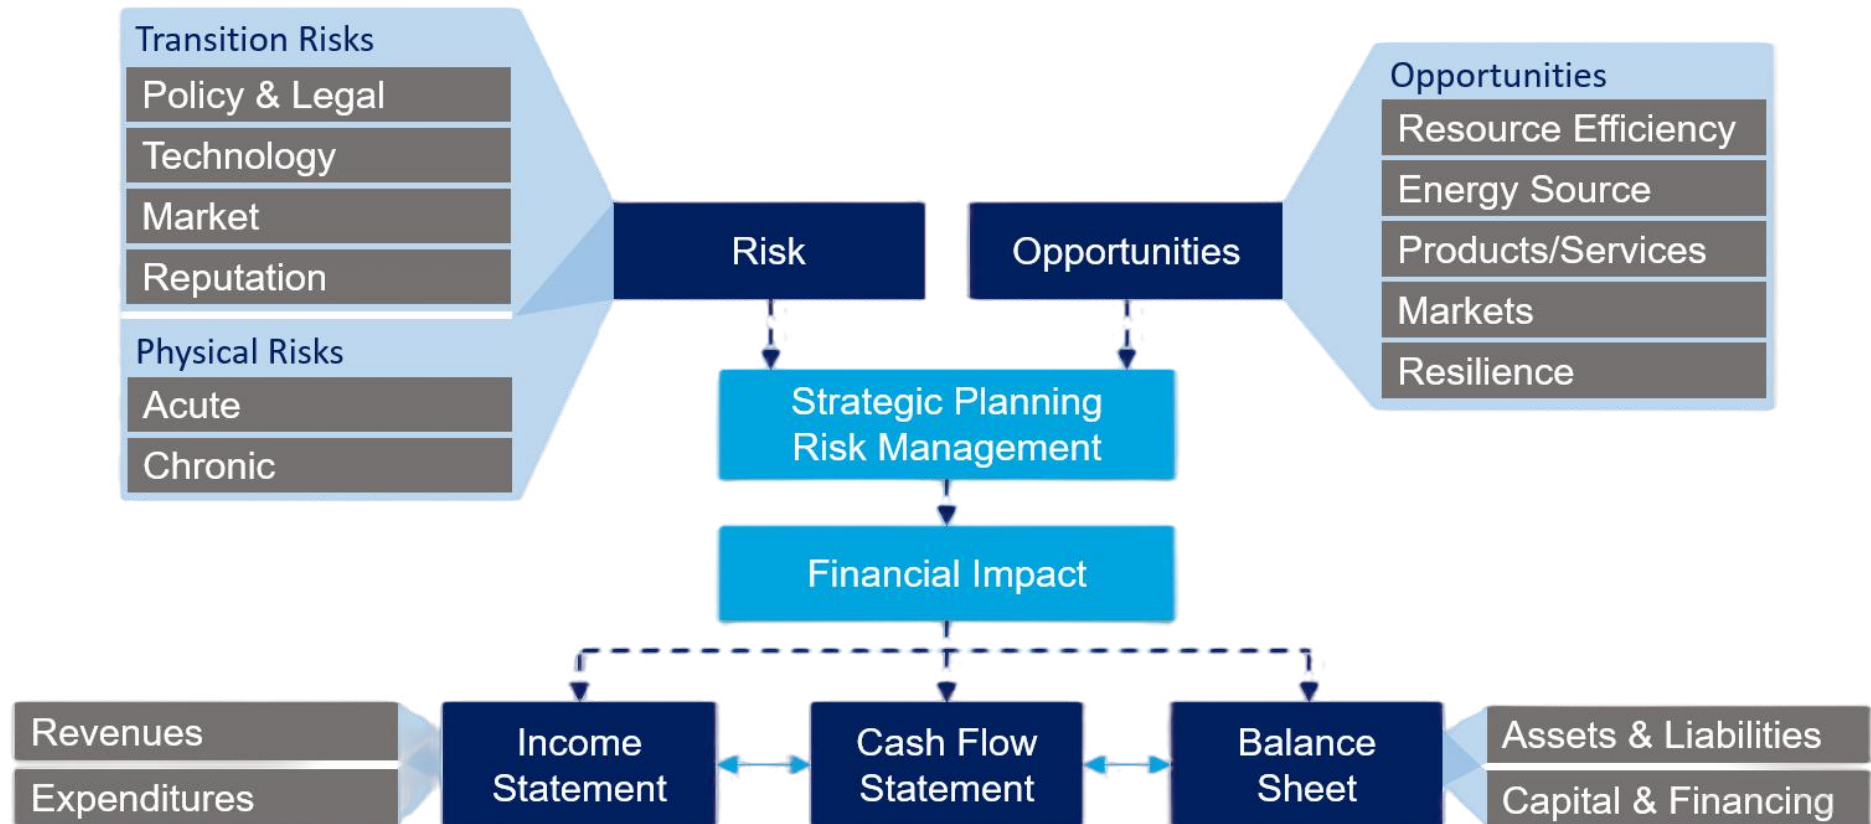 Transition Risks
Policy & Legal
Technology
Market
Reputation
Physical Risks
Acute
Chronic
Risk
Opportunities
Opportunities
Resource Efficiency
Energy Source
Products/Services
Markets
Resilience
Strategic Planning
Risk Management
Financial Impact
Revenues
Expenditures
Income
Statement
Cash Flow
Statement
Balance
Sheet
Assets & Liabilities
Capital & Financing